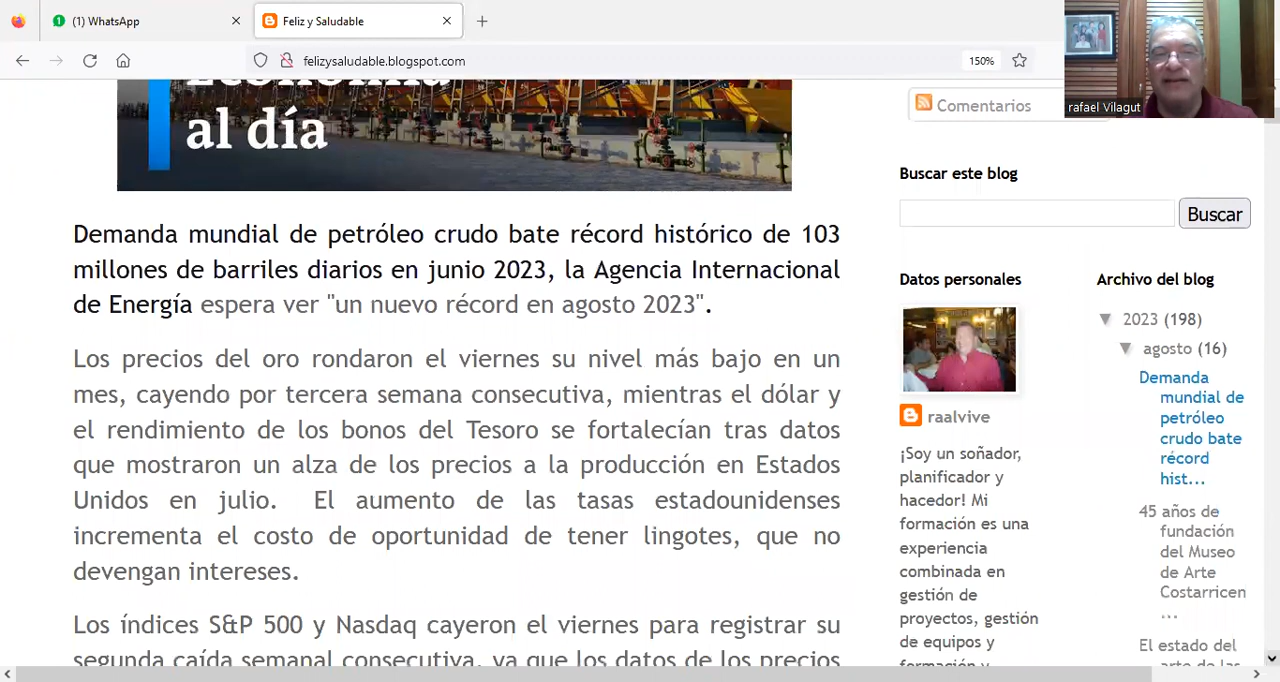 (1) WhatsApp
Feliz y Saludable
felizysaludable.blogspot.com
150%
rafael Vilagut
al día
Comentarios
Buscar este blog
Buscar
Demanda mundial de petróleo crudo bate récord histórico de 103
millones de barriles diarios en junio 2023, la Agencia Internacional
de Energía espera ver "un nuevo récord en agosto 2023".
Los precios del oro rondaron el viernes su nivel más bajo en un
mes, cayendo por tercera semana consecutiva, mientras el dólar y
el rendimiento de los bonos del Tesoro se fortalecían tras datos
que mostraron un alza de los precios a la producción en Estados
Unidos en julio. El aumento de las tasas estadounidenses
incrementa el costo de oportunidad de tener lingotes, que no
devengan intereses.
Los índices S&P 500 y Nasdaq cayeron el viernes para registrar su
segunda caída semanal consecutiva, ya que los datos de los precios
Datos personales
raalvive
¡Soy un soñador,
planificador y
hacedor! Mi
formación es una
experiencia
combinada en
gestión de
proyectos, gestión
de equipos y
formación y
Archivo del blog
▼ 2023 (198)
▼ agosto (16)
Demanda
mundial de
petróleo
crudo bate
récord
hist...
45 años de
fundación
del Museo
de Arte
Costarricen
...
El estado del
arte de las